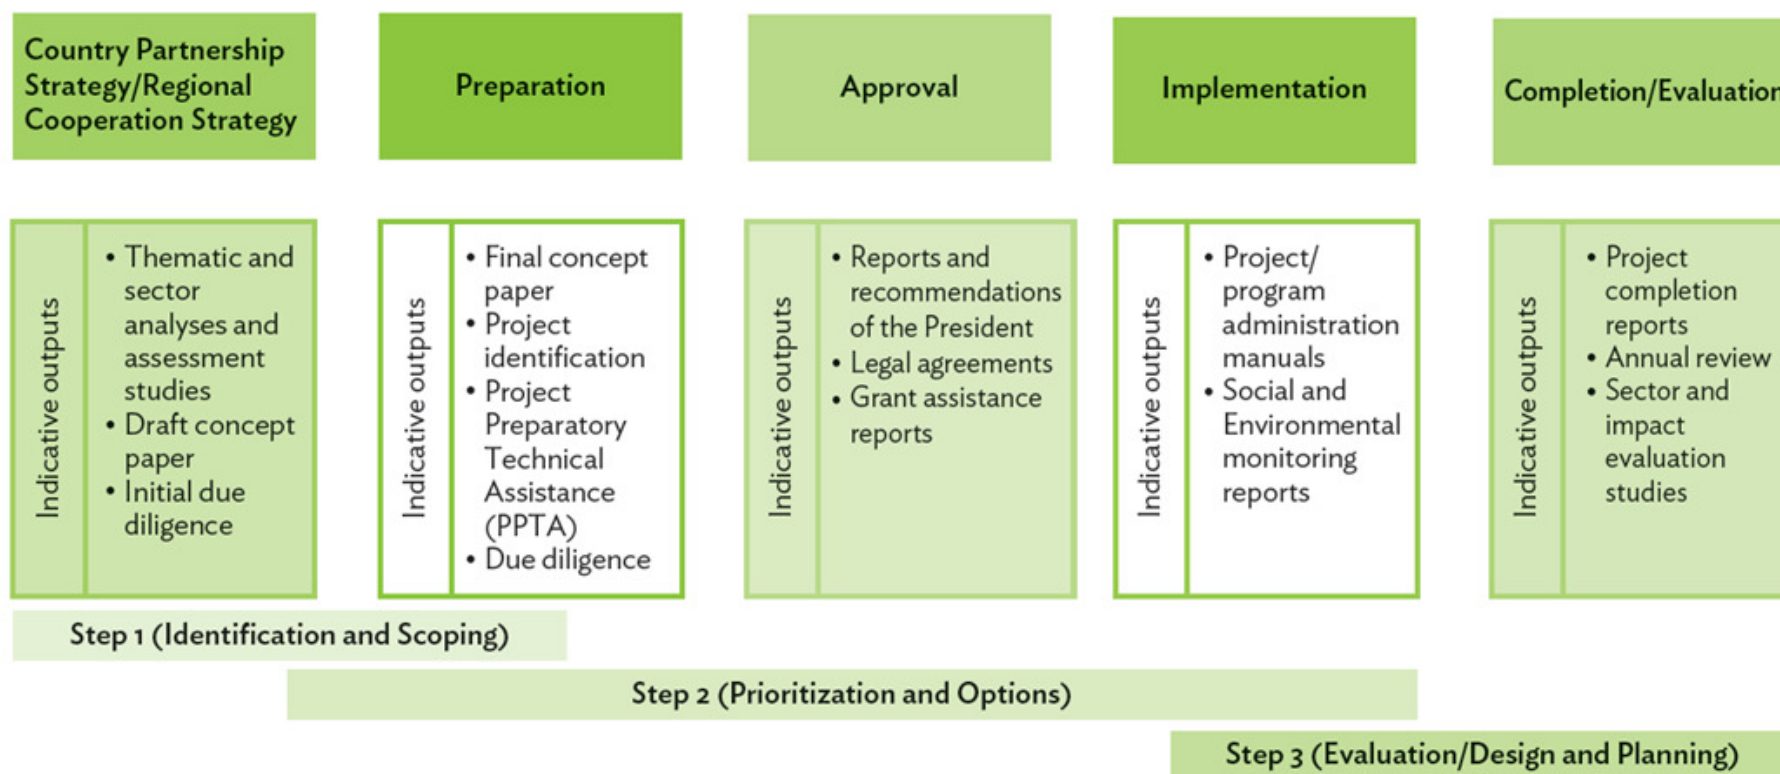 Country Partnership
Strategy/Regional
Cooperation Strategy
Preparation
Approval
Implementation
Completion/Evaluation
Indicative outputs
• Thematic and
sector
analyses and
assessment
studies
• Draft concept
paper
• Initial due
diligence
Indicative outputs
• Final concept
paper
• Project
identification
• Project
Preparatory
Technical
Assistance
(PPTA)
• Due diligence
Indicative outputs
• Reports and
recommendations
of the President
• Legal agreements
• Grant assistance
reports
Indicative outputs
• Project/
program
administration
manuals
• Social and
Environmental
monitoring
reports
Indicative outputs
• Project
completion
reports
• Annual review
• Sector and
impact
evaluation
studies
Step 1 (Identification and Scoping)
Step 2 (Prioritization and Options)
Step 3 (Evaluation/Design and Planning)